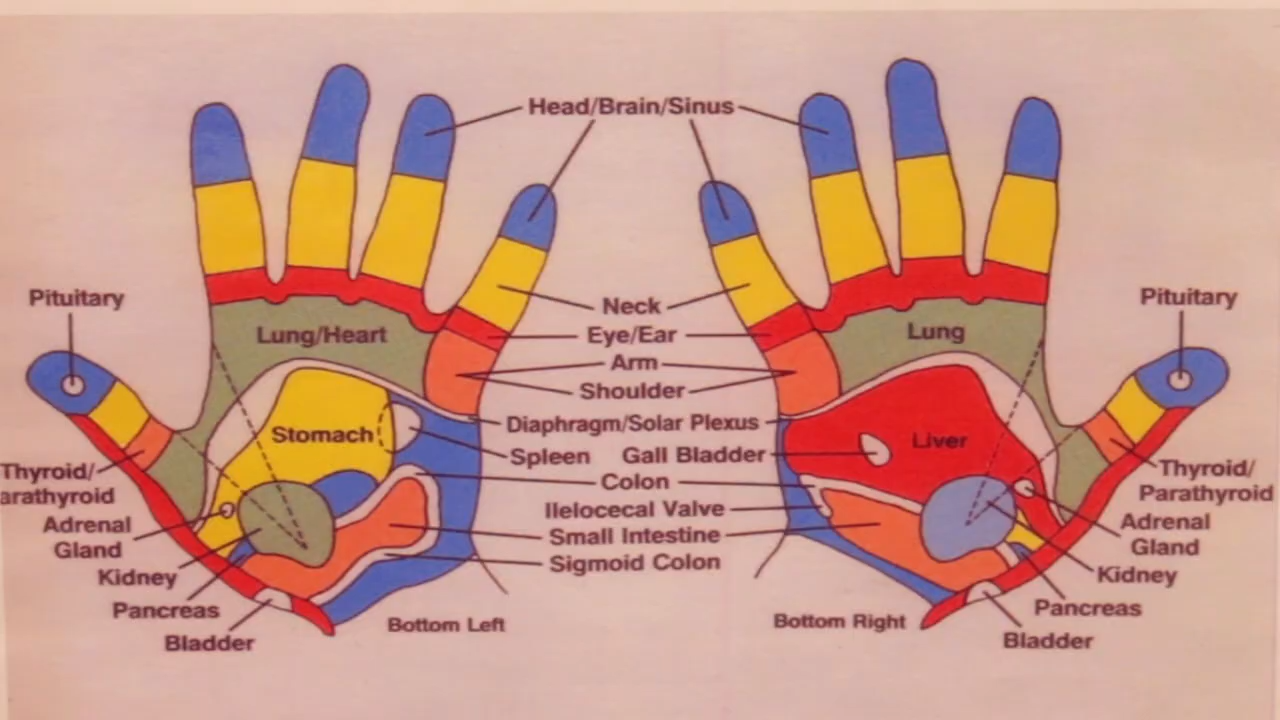 Head/Brain/Sinus
Pituitary
Pituitary
Neck
Lung/Heart
Eye/Ear
Lung
Arm
Shoulder
Stomach
Diaphragm/Solar Plexus
Liver
Spleen
Gall Bladder
Thyroid/
arathyroid
Colon
Thyroid/
Parathyroid
Adrenal
Gland
Ilelocecal Valve
Small Intestine
Adrenal
Gland
Sigmoid Colon
Kidney
Kidney
Pancreas
Pancreas
Bottom Left
Bottom Right
Bladder
Bladder